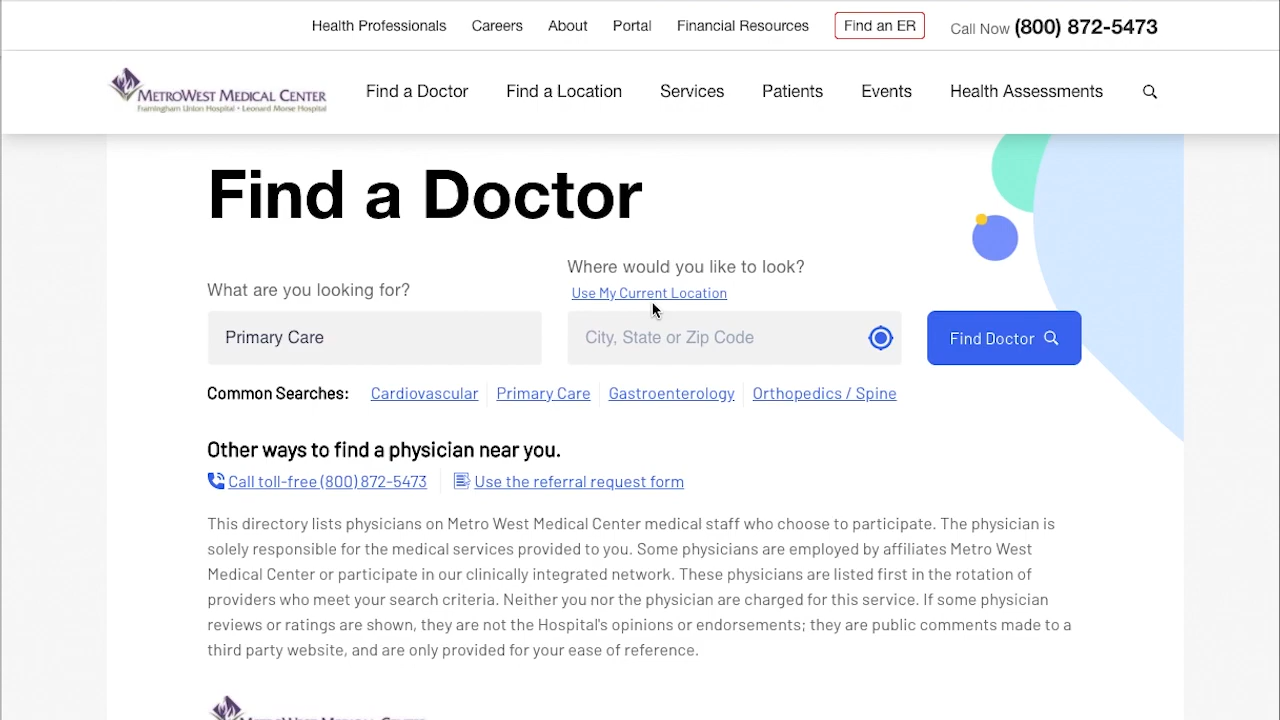 Health Professionals Careers About Portal Financial Resources Find an ER Call Now (800) 872-5473
METROWEST MEDICAL CENTER
Framingham Union Hospital • Leonard Morse Hospital
Find a Doctor Find a Location Services Patients Events Health Assessments
Find a Doctor
What are you looking for?
Primary Care
Where would you like to look?
Use My Current Location
City, State or Zip Code
Find Doctor
Common Searches: Cardiovascular Primary Care Gastroenterology Orthopedics / Spine
Other ways to find a physician near you.
Call toll-free (800) 872-5473 Use the referral request form
This directory lists physicians on Metro West Medical Center medical staff who choose to participate. The physician is
solely responsible for the medical services provided to you. Some physicians are employed by affiliates Metro West
Medical Center or participate in our clinically integrated network. These physicians are listed first in the rotation of
providers who meet your search criteria. Neither you nor the physician are charged for this service. If some physician
reviews or ratings are shown, they are not the Hospital's opinions or endorsements; they are public comments made to a
third party website, and are only provided for your ease of reference.
METROWEST MEDICAL CENTER